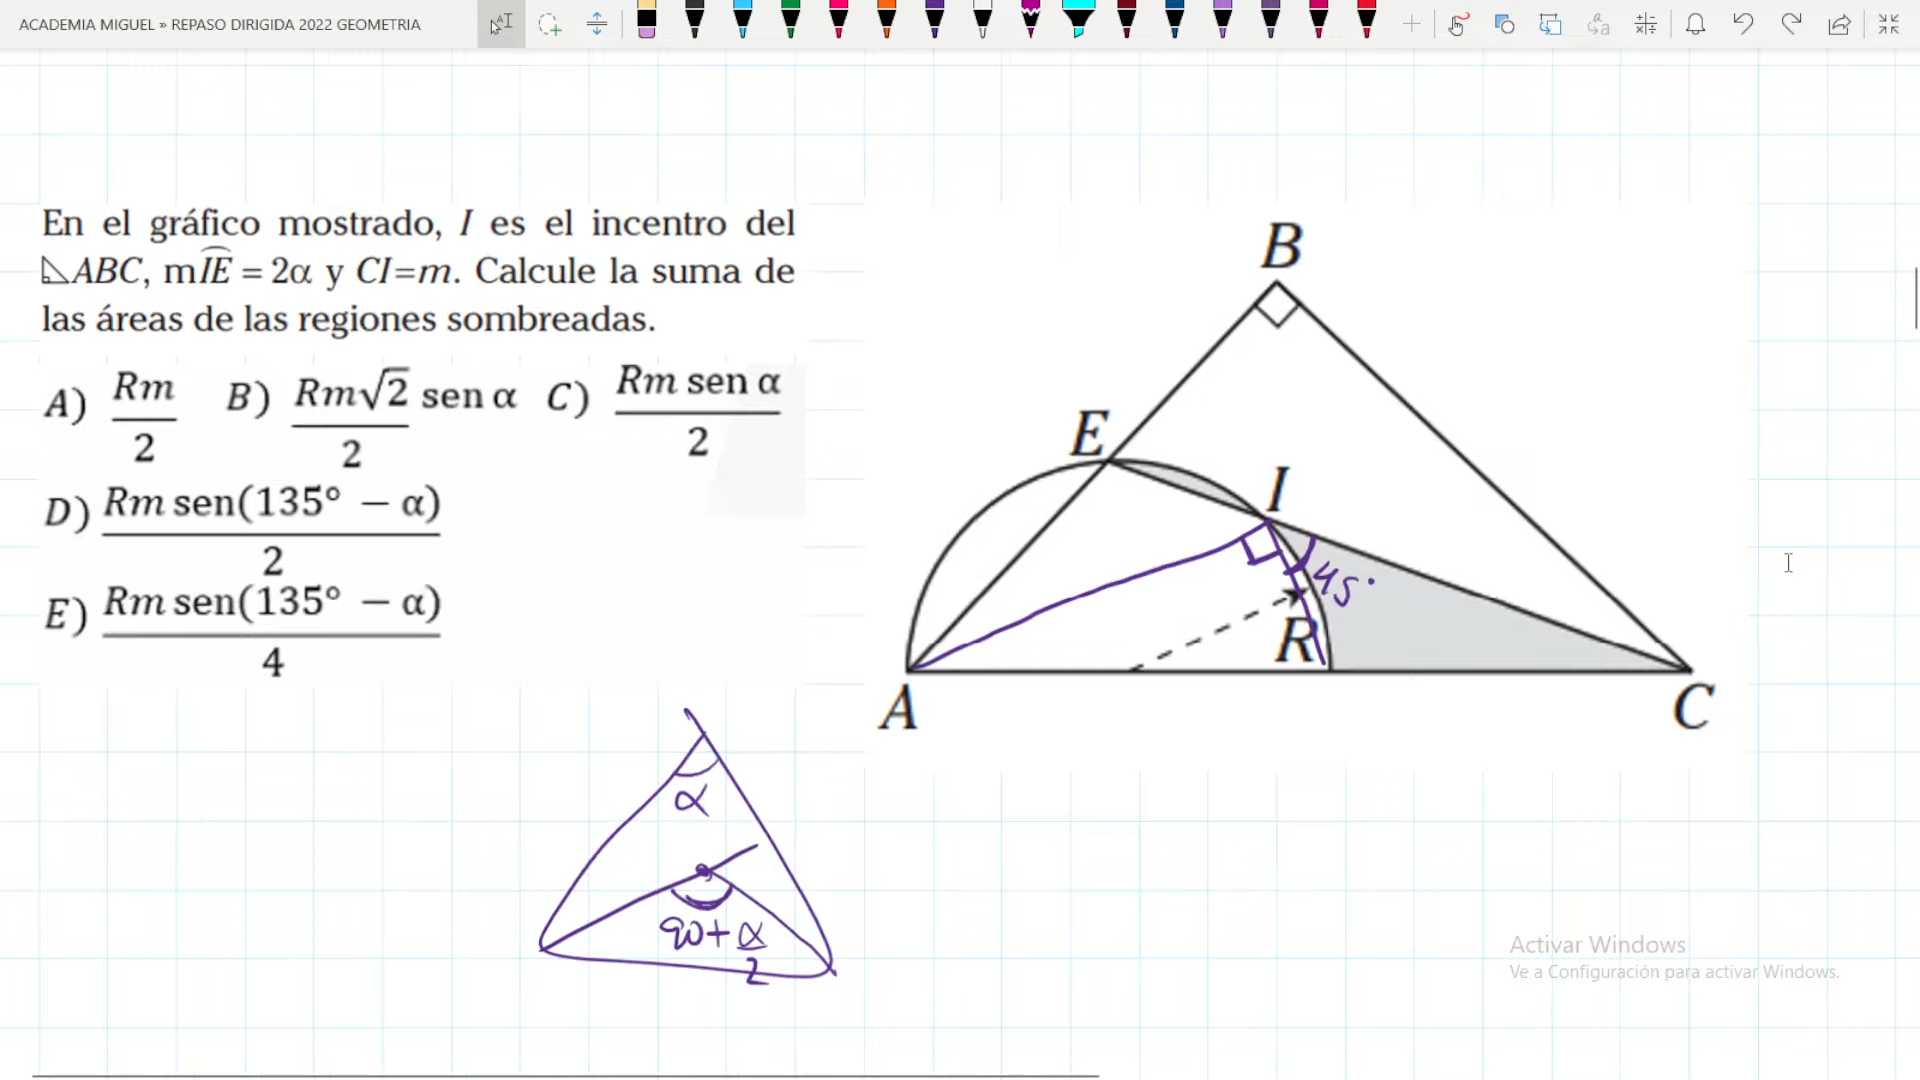 ACADEMIA MIGUEL » REPASO DIRIGIDA 2022 GEOMETRIA
En el gráfico mostrado, I es el incentro del
⊿ABC, mIE = 2α y CI=m. Calcule la suma de
las áreas de las regiones sombreadas.
A) Rm/2 B) Rm√2/2 sen α C) Rm sen α/2
D) Rm sen(135° − α)/2
E) Rm sen(135° − α)/4
B
E
I
45°
R
A
C
α
90+α/2
Activar Windows
Ve a Configuración para activar Windows.